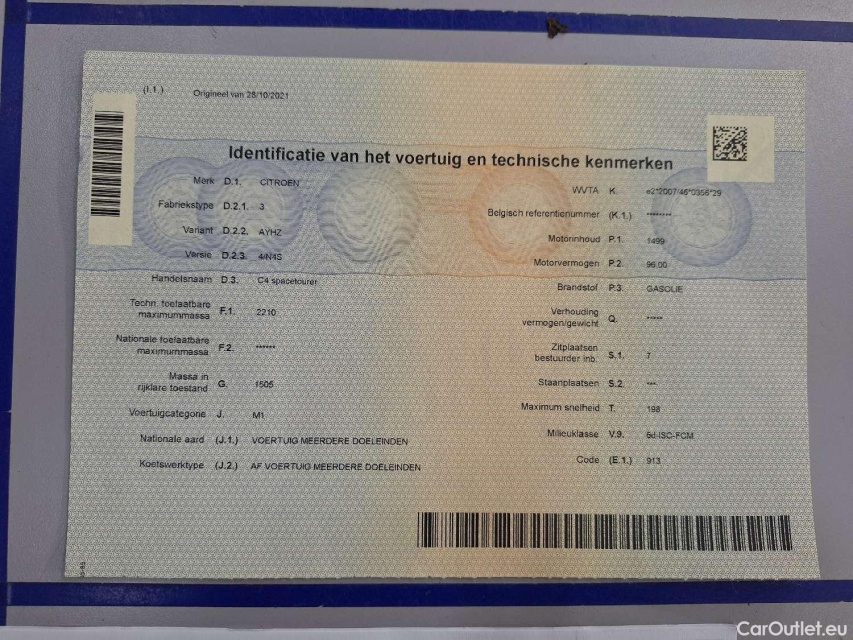 (I.1.) Origineel van 28/10/2021
Identificatie van het voertuig en technische kenmerken
Merk D.1. CITROEN
Fabriekstype D.2.1. 3
Variant D.2.2. AYHZ
Versie D.2.3. 4/N4S
Handelsnaam D.3. C4 spacetourer
Techn. toelaatbare
maximummassa F.1. 2210
Nationale toelaatbare
maximummassa F.2. ******
Massa in
rijklare toestand G. 1505
Voertuigcategorie J. M1
Nationale aard (J.1.) VOERTUIG MEERDERE DOELEINDEN
Koetswerktype (J.2.) AF VOERTUIG MEERDERE DOELEINDEN
WVTA K. e2*2007/46*0356*29
Belgisch referentienummer (K.1.) ********
Motorinhoud P.1. 1499
Motorvermogen P.2. 96.00
Brandstof P.3. GASOLIE
Verhouding
vermogen/gewicht Q. *****
Zitplaatsen
bestuurder inb. S.1. 7
Staanplaatsen S.2. ***
Maximum snelheid T. 198
Milieuklasse V.9. 6d-ISC-FCM
Code (E.1.) 913
CarOutlet.eu